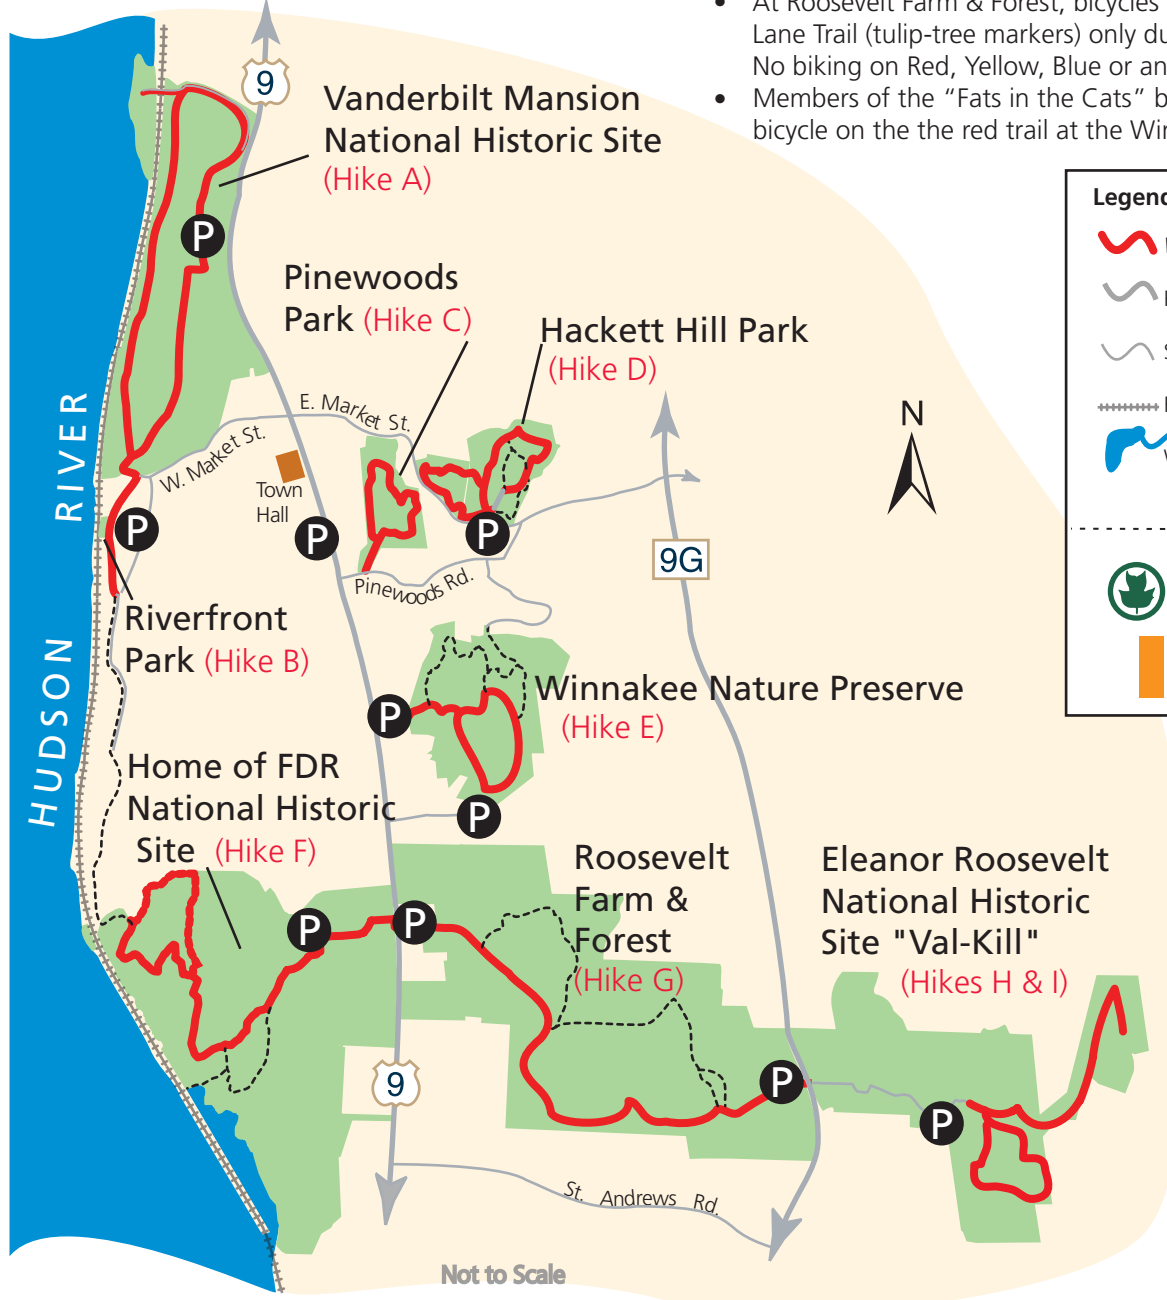 • At Roosevelt Farm & Forest, bicycles
Lane Trail (tulip-tree markers) only du
No biking on Red, Yellow, Blue or an
• Members of the “Fats in the Cats” b
bicycle on the the red trail at the Win
9
Vanderbilt Mansion
National Historic Site
(Hike A)
Legend
P
Pinewoods
Park (Hike C)
Hackett Hill Park
(Hike D)
E. Market St.
W. Market St.
N
RIVER
Town
Hall
P
P
P
9G
Pinewoods Rd.
Riverfront
Park (Hike B)
HUDSON
Winnakee Nature Preserve
(Hike E)
P
Home of FDR
National Historic
Site (Hike F)
P
Roosevelt
Farm &
Forest
(Hike G)
Eleanor Roosevelt
National Historic
Site "Val-Kill"
(Hikes H & I)
P
P
9
P
P
St. Andrews Rd.
Not to Scale